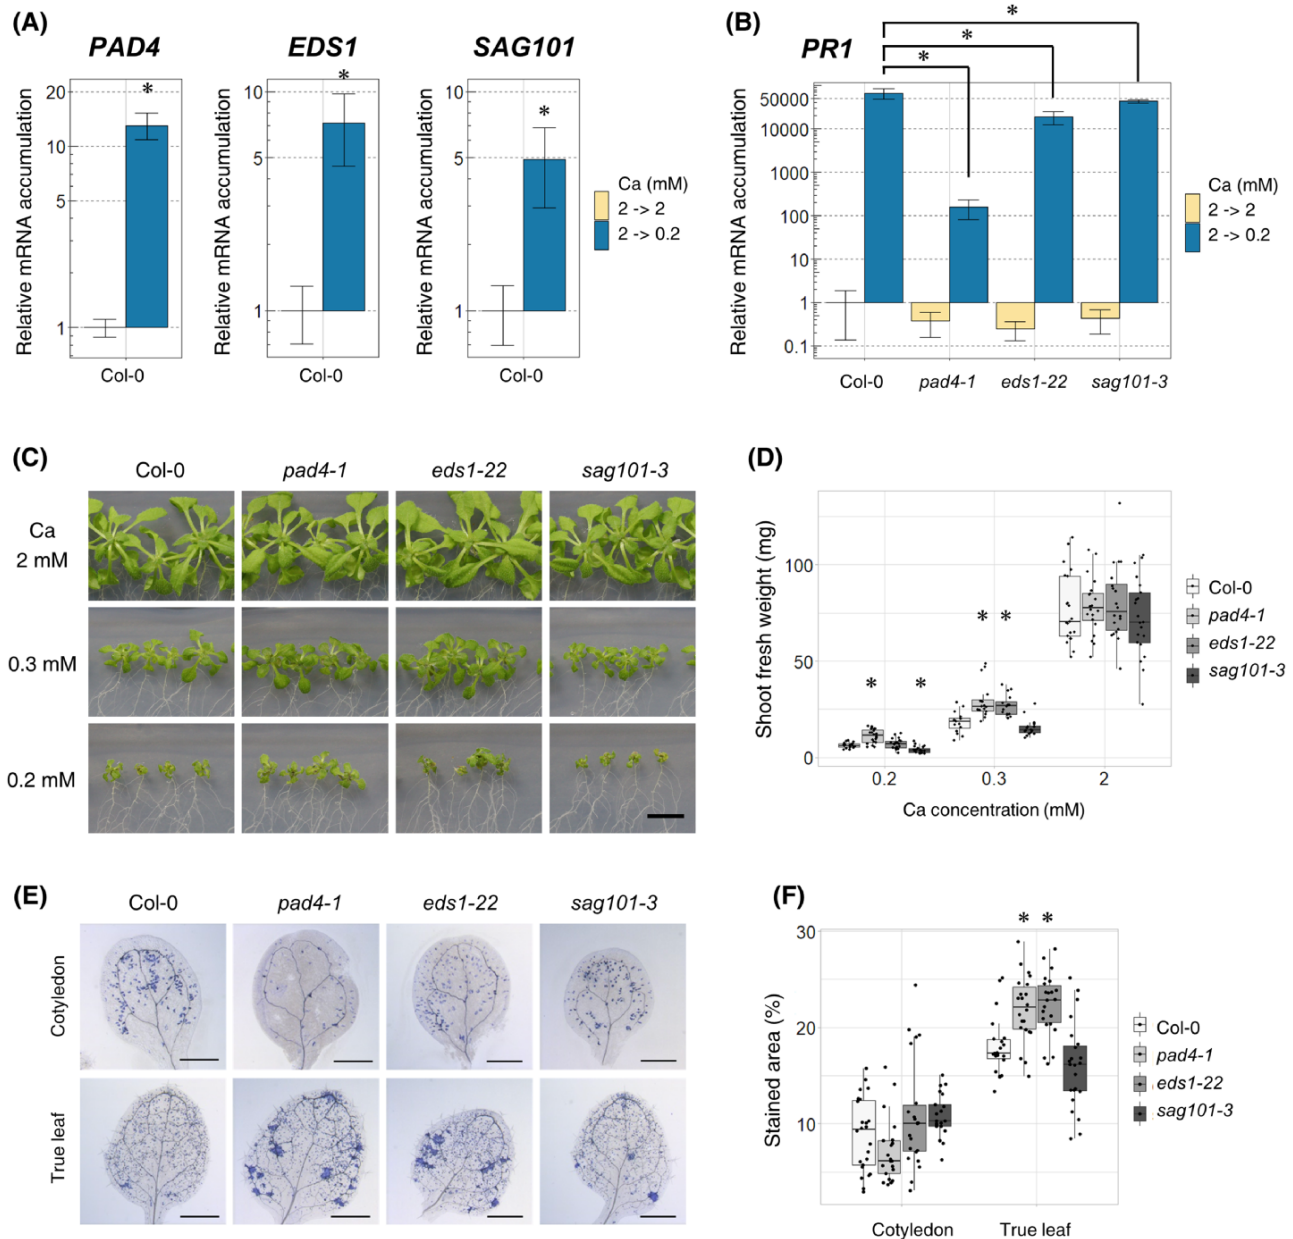 (A)
PAD4
EDS1
SAG101
Relative mRNA accumulation
20
10
5
1
*
Col-0
Relative mRNA accumulation
10
5
1
*
Col-0
Relative mRNA accumulation
10
5
1
*
Col-0
Ca (mM)
2 -> 2
2 -> 0.2
(B)
PR1
*
*
*
Relative mRNA accumulation
50000
10000
1000
100
10
1
0.1
Col-0 pad4-1 eds1-22 sag101-3
Ca (mM)
2 -> 2
2 -> 0.2
(C)
Col-0 pad4-1 eds1-22 sag101-3
Ca
2 mM
0.3 mM
0.2 mM
(D)
Shoot fresh weight (mg)
100
50
0
* *
* *
0.2 0.3 2
Ca concentration (mM)
Col-0
pad4-1
eds1-22
sag101-3
(E)
Col-0 pad4-1 eds1-22 sag101-3
Cotyledon
True leaf
(F)
* *
Stained area (%)
30
20
10
Cotyledon True leaf
Col-0
pad4-1
eds1-22
sag101-3